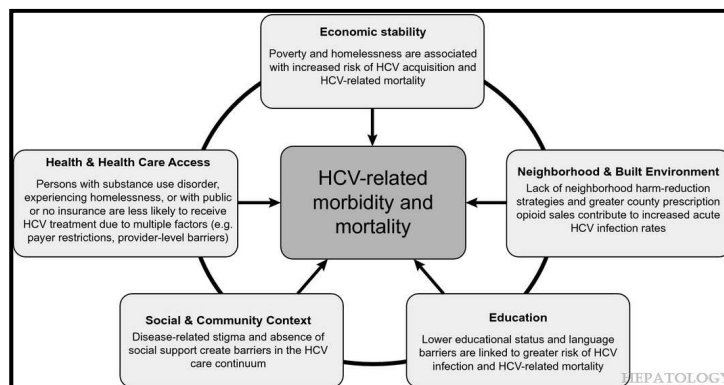 Economic stability
Poverty and homelessness are associated
with increased risk of HCV acquisition and
HCV-related mortality
Health & Health Care Access
Persons with substance use disorder,
experiencing homelessness, or with public
or no insurance are less likely to receive
HCV treatment due to multiple factors (e.g.
payer restrictions, provider-level barriers)
HCV-related
morbidity and
mortality
Neighborhood & Built Environment
Lack of neighborhood harm-reduction
strategies and greater county prescription
opioid sales contribute to increased acute
HCV infection rates
Social & Community Context
Disease-related stigma and absence of
social support create barriers in the HCV
care continuum
Education
Lower educational status and language
barriers are linked to greater risk of HCV
infection and HCV-related mortality
HEPATOLOGY